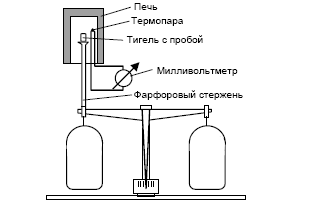 Печь
Термопара
Тигель с пробой
Милливольтметр
Фарфоровый стержень